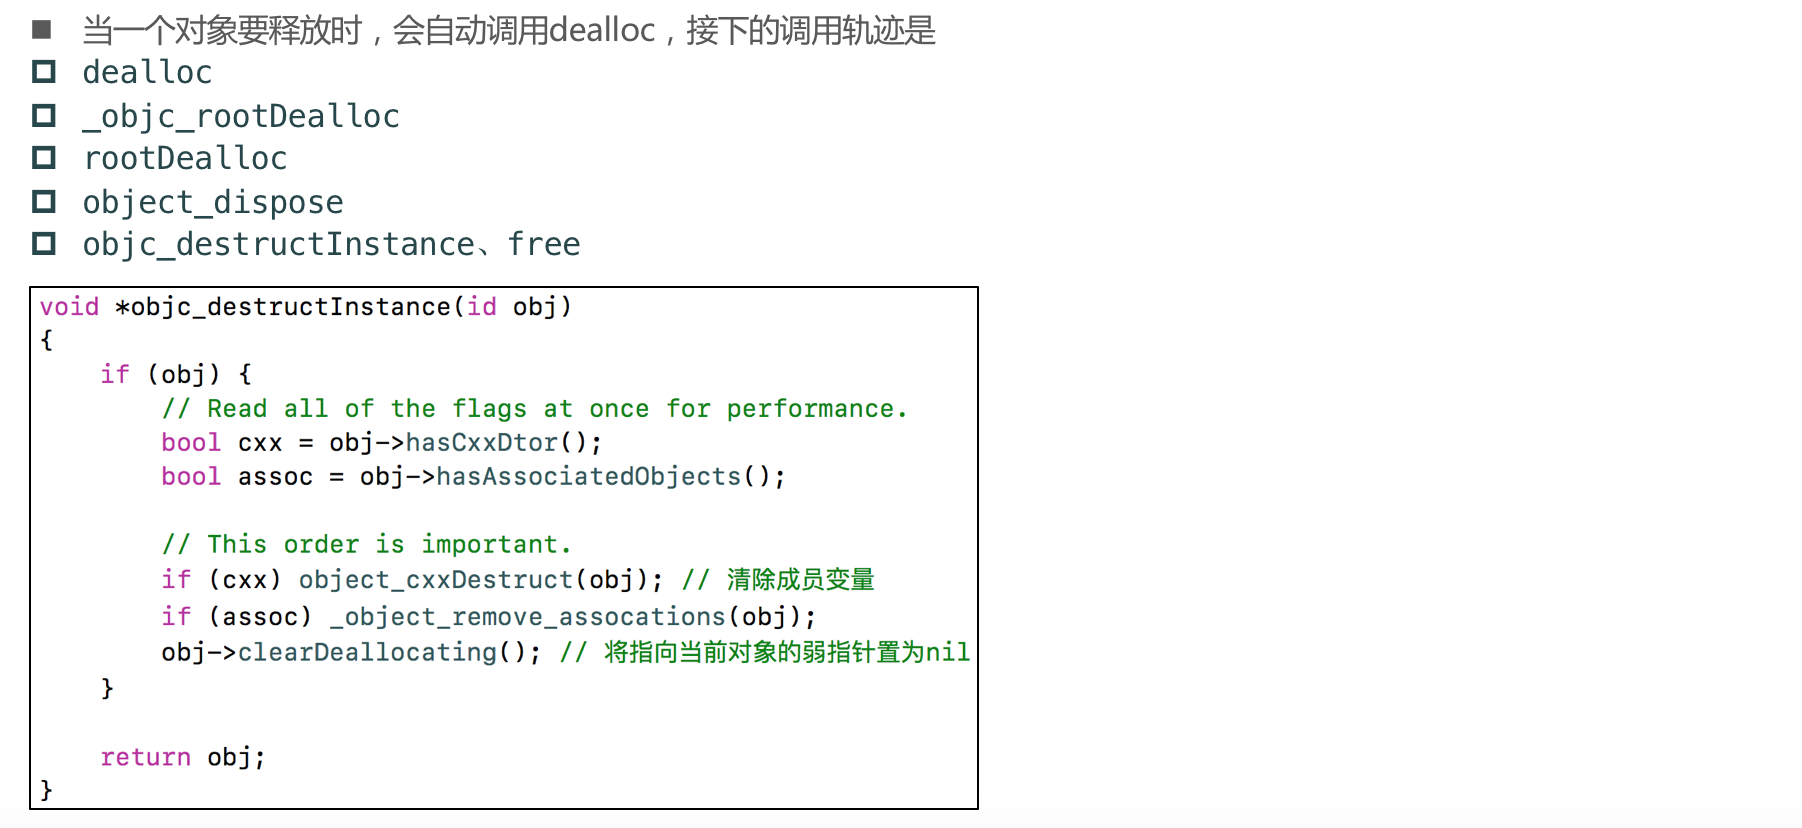 当一个对象要释放时，会自动调用dealloc，接下的调用轨迹是
dealloc
_objc_rootDealloc
rootDealloc
object_dispose
objc_destructInstance、free
void *objc_destructInstance(id obj)
{
    if (obj) {
        // Read all of the flags at once for performance.
        bool cxx = obj->hasCxxDtor();
        bool assoc = obj->hasAssociatedObjects();
        // This order is important.
        if (cxx) object_cxxDestruct(obj); // 清除成员变量
        if (assoc) _object_remove_assocations(obj);
        obj->clearDeallocating(); // 将指向当前对象的弱指针置为nil
    }
    return obj;
}